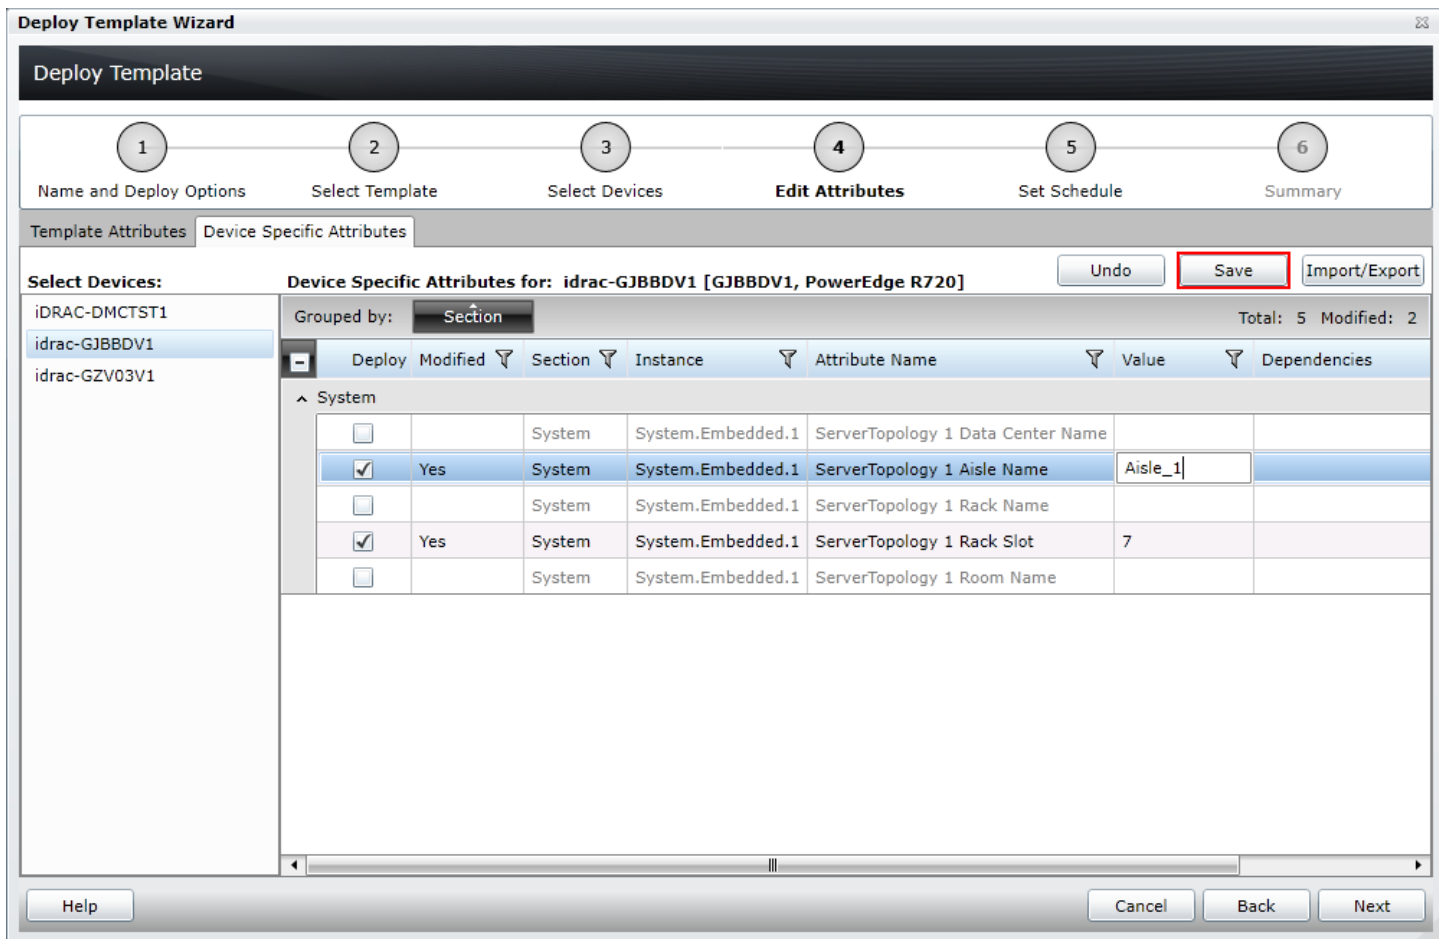 Deploy Template Wizard
Deploy Template
1 2 3 4 5 6
Name and Deploy Options Select Template Select Devices Edit Attributes Set Schedule Summary
Template Attributes Device Specific Attributes
Select Devices: Device Specific Attributes for: idrac-GJBBDV1 [GJBBDV1, PowerEdge R720] Undo Save Import/Export
iDRAC-DMCTST1
idrac-GJBBDV1
idrac-GZV03V1
Grouped by: Section Total: 5 Modified: 2
Deploy Modified Section Instance Attribute Name Value Dependencies
System
System System.Embedded.1 ServerTopology 1 Data Center Name
Yes System System.Embedded.1 ServerTopology 1 Aisle Name Aisle_1
System System.Embedded.1 ServerTopology 1 Rack Name
Yes System System.Embedded.1 ServerTopology 1 Rack Slot 7
System System.Embedded.1 ServerTopology 1 Room Name
Help Cancel Back Next